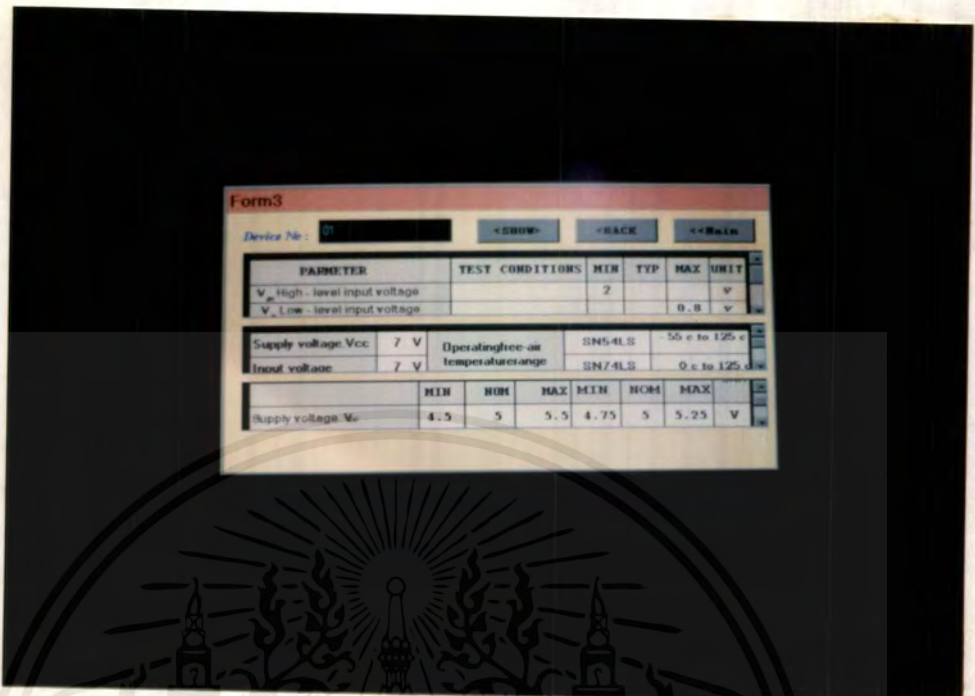 Form3
Device No : 01 <SHOW> <BACK <<Main
PARMETER TEST CONDITIONS MIN TYP MAX UNIT
V High - level input voltage 2 v
V Low - level input voltage 0.8 v
Supply voltage Vcc 7 V Operatingfree-air temperaturerange SN54LS - 55 c to 125 c
Input voltage 7 V SN74LS 0 c to 125 c
MIN NOM MAX MIN NOM MAX
Supply voltage V 4.5 5 5.5 4.75 5 5.25 V